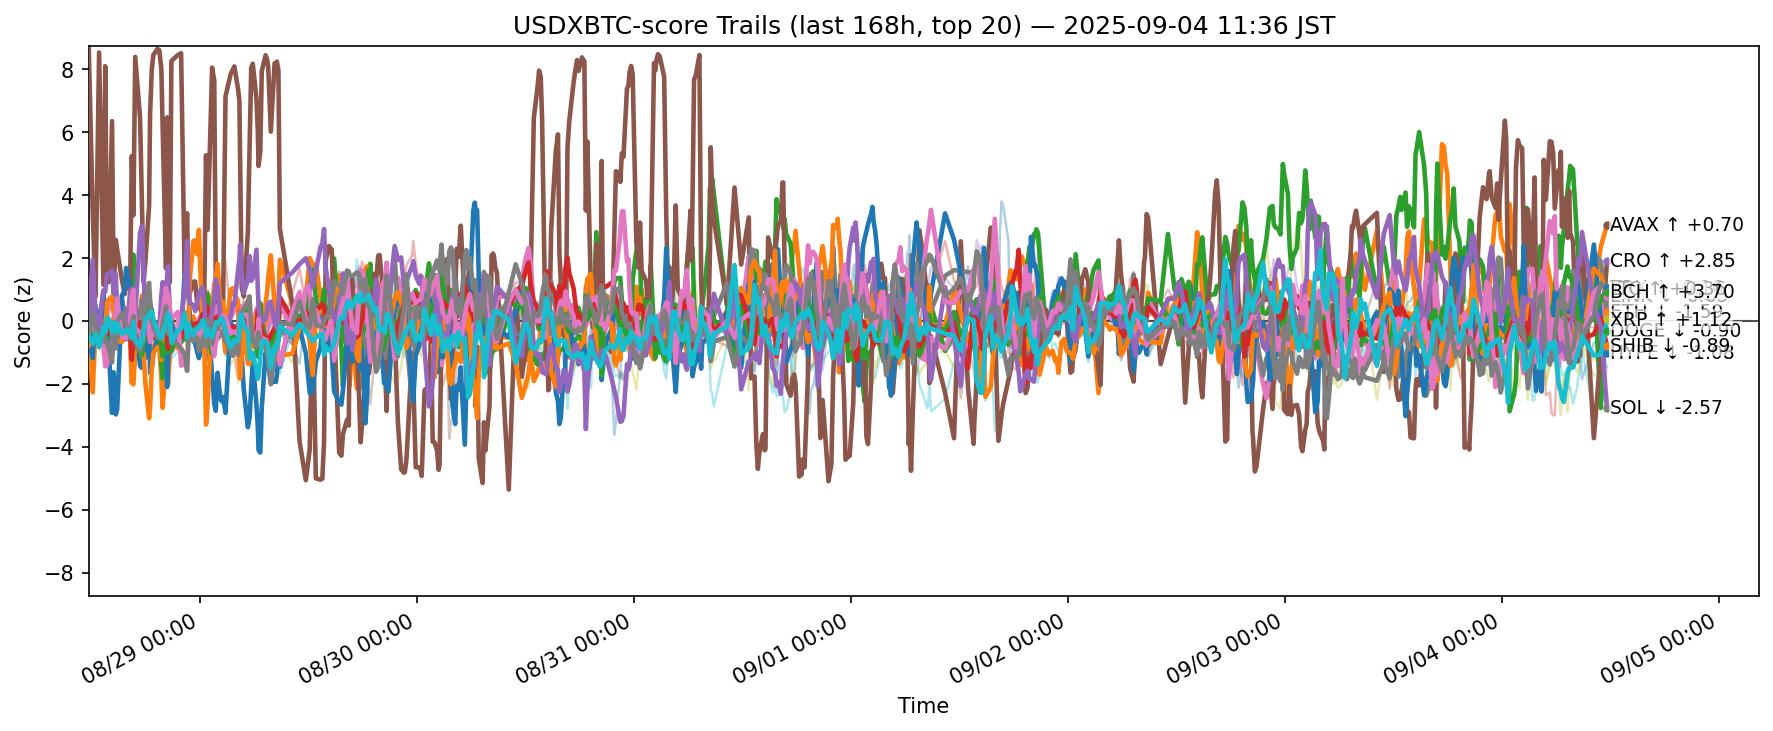 USDXBTC-score Trails (last 168h, top 20) — 2025-09-04 11:36 JST
Score (z)
8
6
4
2
0
−2
−4
−6
−8
AVAX ↑ +0.70
CRO ↑ +2.85
BCH ↑ +3.70
XRP ↑ +1.12
DOGE ↓ -0.90
SHIB ↓ -0.89
SOL ↓ -2.57
08/29 00:00
08/30 00:00
08/31 00:00
09/01 00:00
09/02 00:00
09/03 00:00
09/04 00:00
09/05 00:00
Time